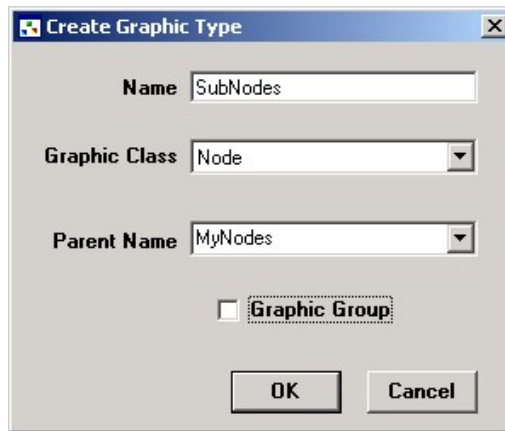 Create Graphic Type
Name SubNodes
Graphic Class Node
Parent Name MyNodes
Graphic Group
OK Cancel